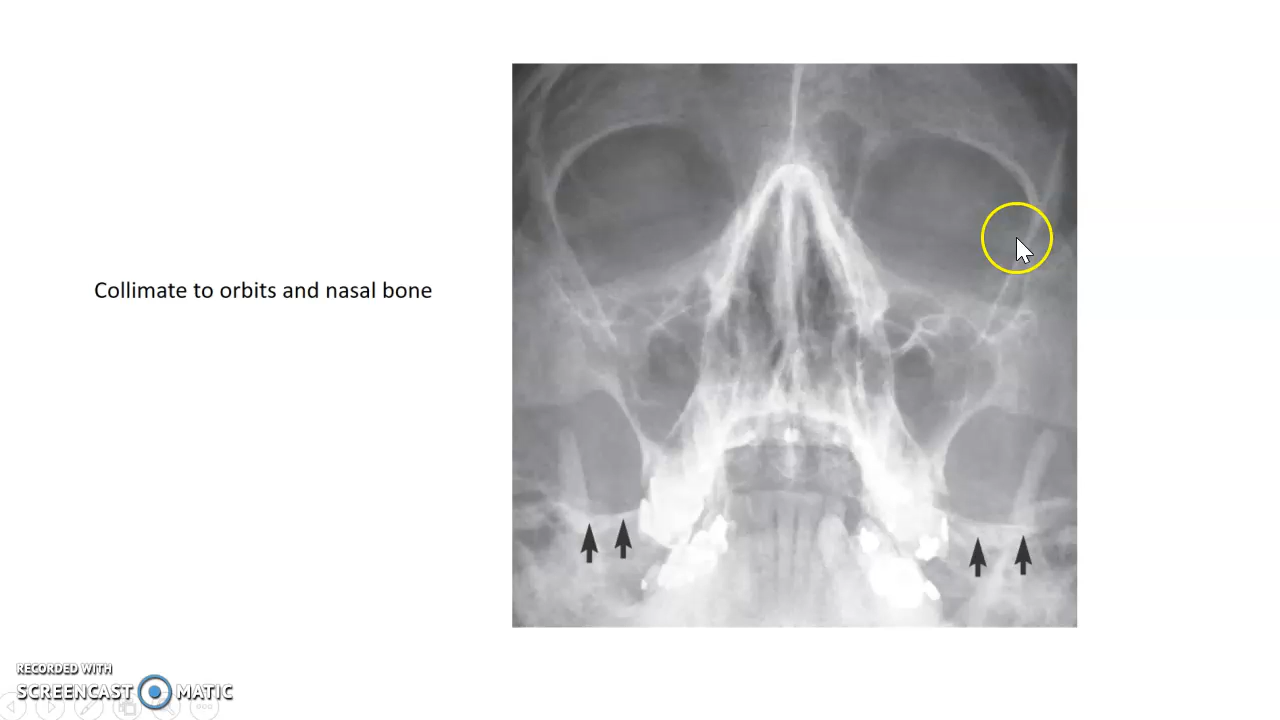 Collimate to orbits and nasal bone
RECORDED WITH
SCREENCAST MATIC